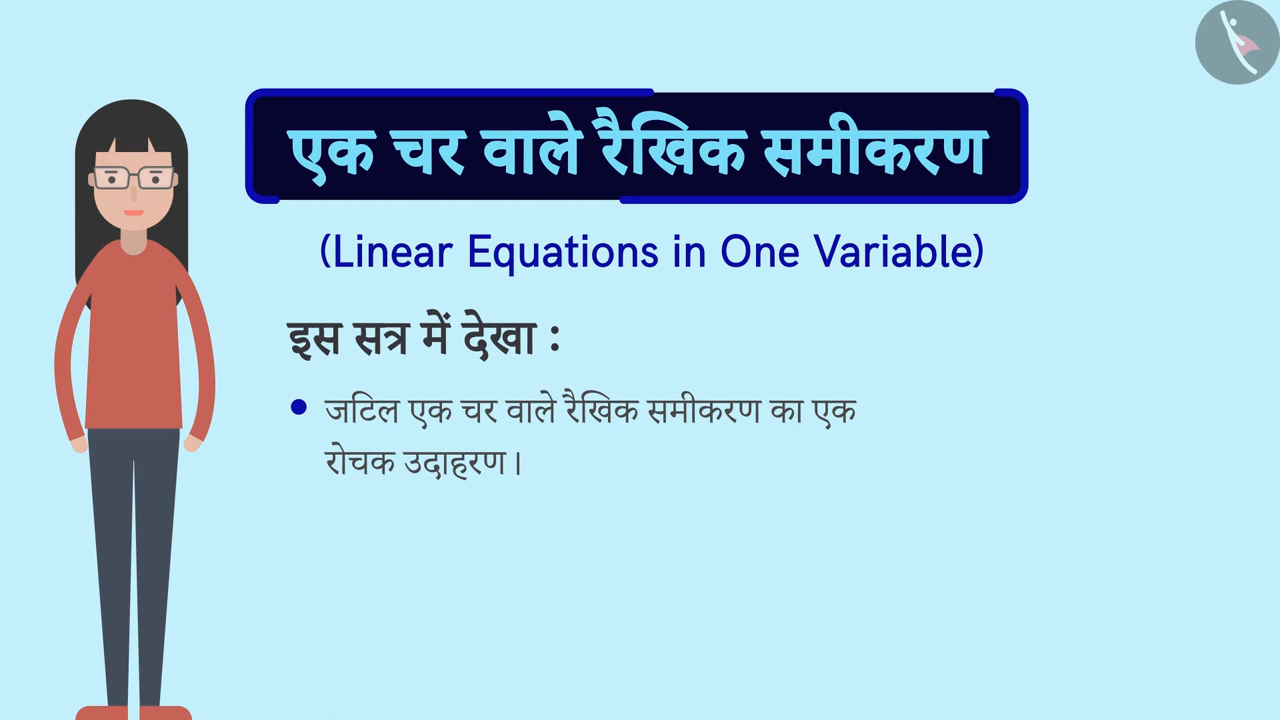 एक चर वाले रैखिक समीकरण
(Linear Equations in One Variable)
इस सत्र में देखा :
• जटिल एक चर वाले रैखिक समीकरण का एक
रोचक उदाहरण।